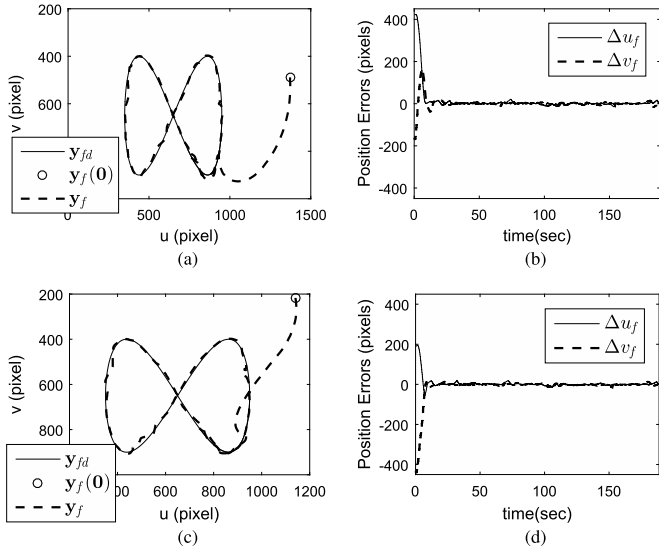 200
400
600
v (pixel)
y_fd
y_f(0)
y_f
0
500
1000
1500
u (pixel)
(a)
400
200
0
-200
-400
Position Errors (pixels)
Δu_f
Δv_f
0
50
100
150
time(sec)
(b)
200
400
600
800
v (pixel)
y_fd
y_f(0)
y_f
400
600
800
1000
1200
u (pixel)
(c)
400
200
0
-200
-400
Position Errors (pixels)
Δu_f
Δv_f
0
50
100
150
time(sec)
(d)